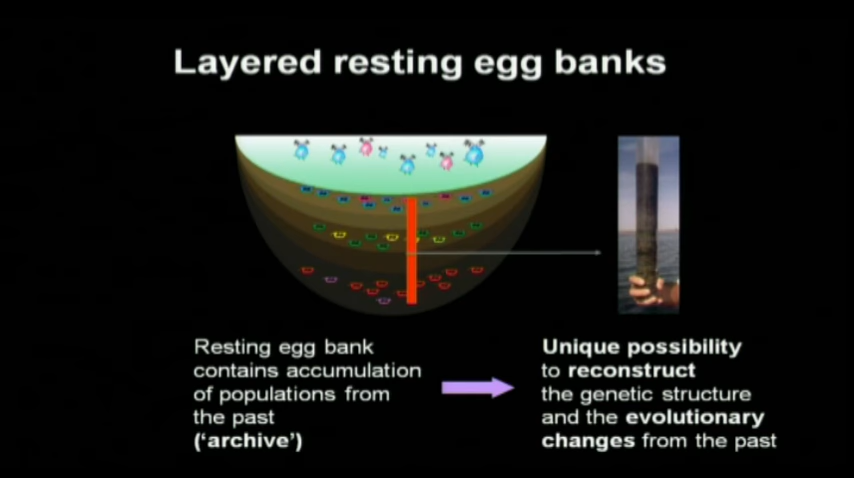 Layered resting egg banks
Resting egg bank
contains accumulation
of populations from
the past
(‘archive’)
Unique possibility
to reconstruct
the genetic structure
and the evolutionary
changes from the past